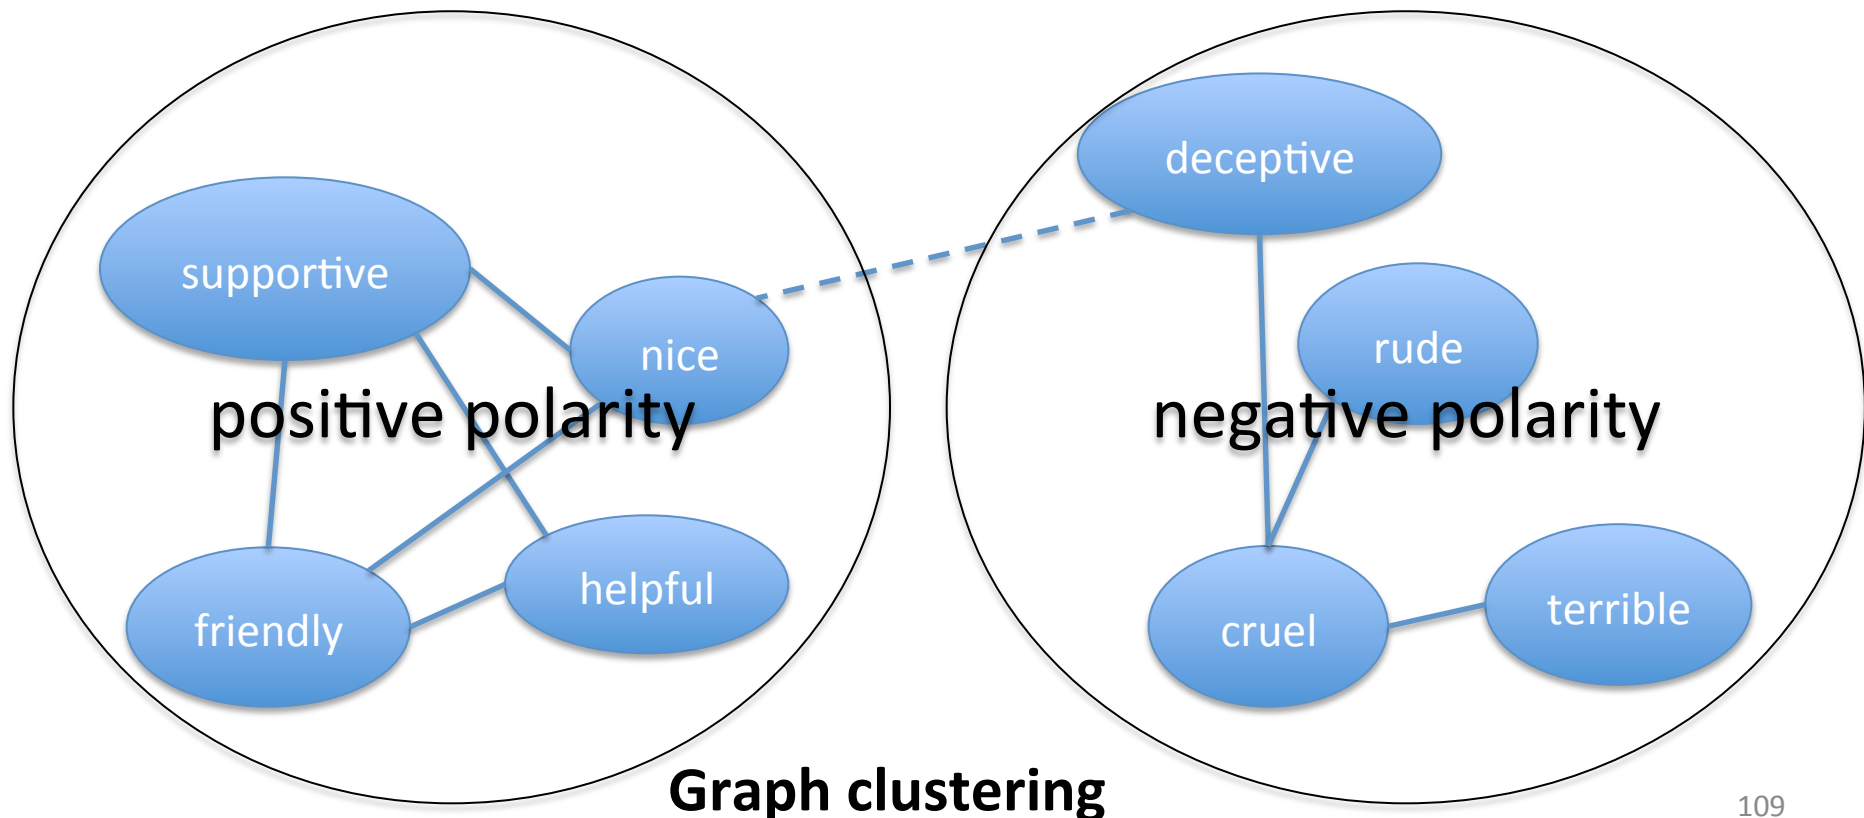 deceptive
supportive
nice
rude
positive polarity
negative polarity
helpful
friendly
cruel
terrible
Graph clustering
109